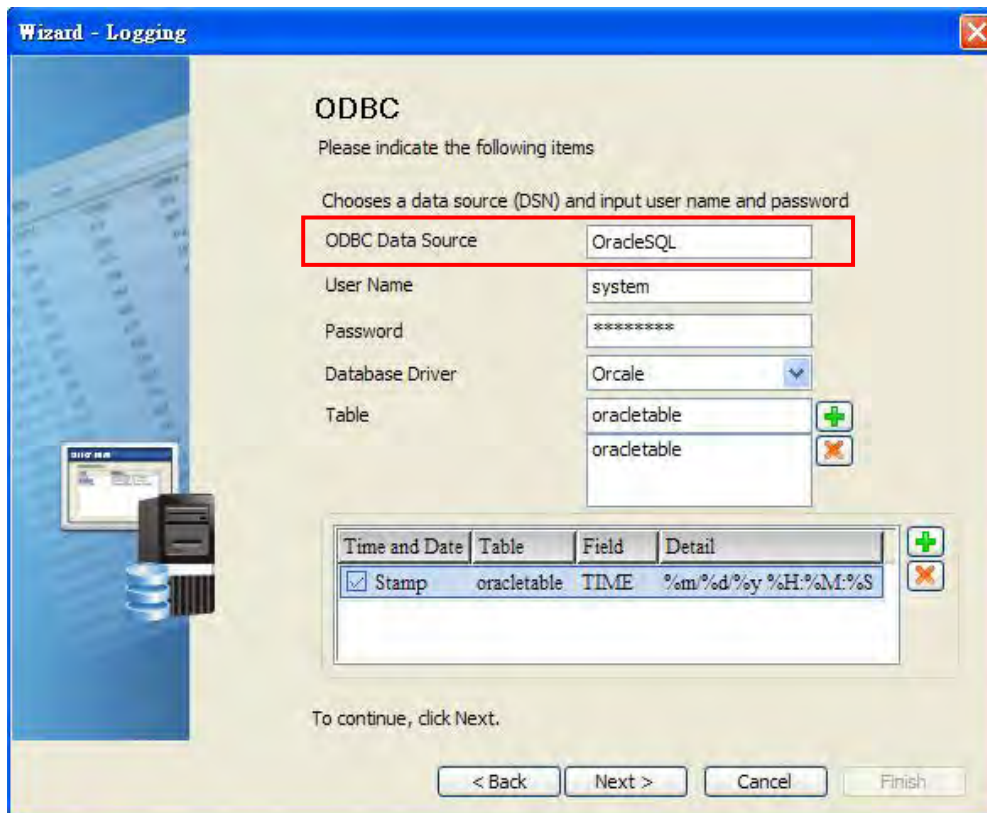 Wizard - Logging
ODBC
Please indicate the following items
Chooses a data source (DSN) and input user name and password
ODBC Data Source OracleSQL
User Name system
Password ********
Database Driver Orcale
Table oracletable
oracletable
Time and Date Table Field Detail
Stamp oracletable TIME %m/%d/%y %H:%M:%S
To continue, click Next.
< Back Next > Cancel Finish